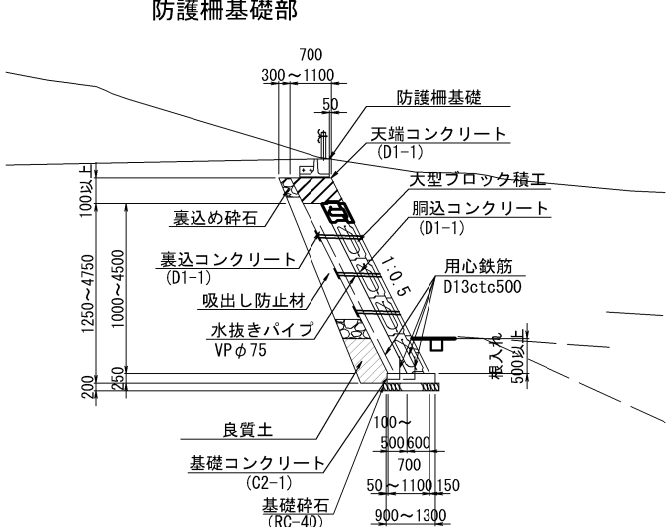 防護柵基礎部
700
300～1100
50
防護柵基礎
天端コンクリート
(D1-1)
大型ブロック積工
胴込コンクリート
(D1-1)
100以上
裏込め砕石
裏込コンクリート
(D1-1)
吸出し防止材
水抜きパイプ
VPφ75
1:0.5
用心鉄筋
D13ctc500
1250～4750
1000～4500
根入れ
500以上
200
250
良質土
基礎コンクリート
(C2-1)
基礎砕石
(RC-40)
100～
500
600
700
50～1100
150
900～1300